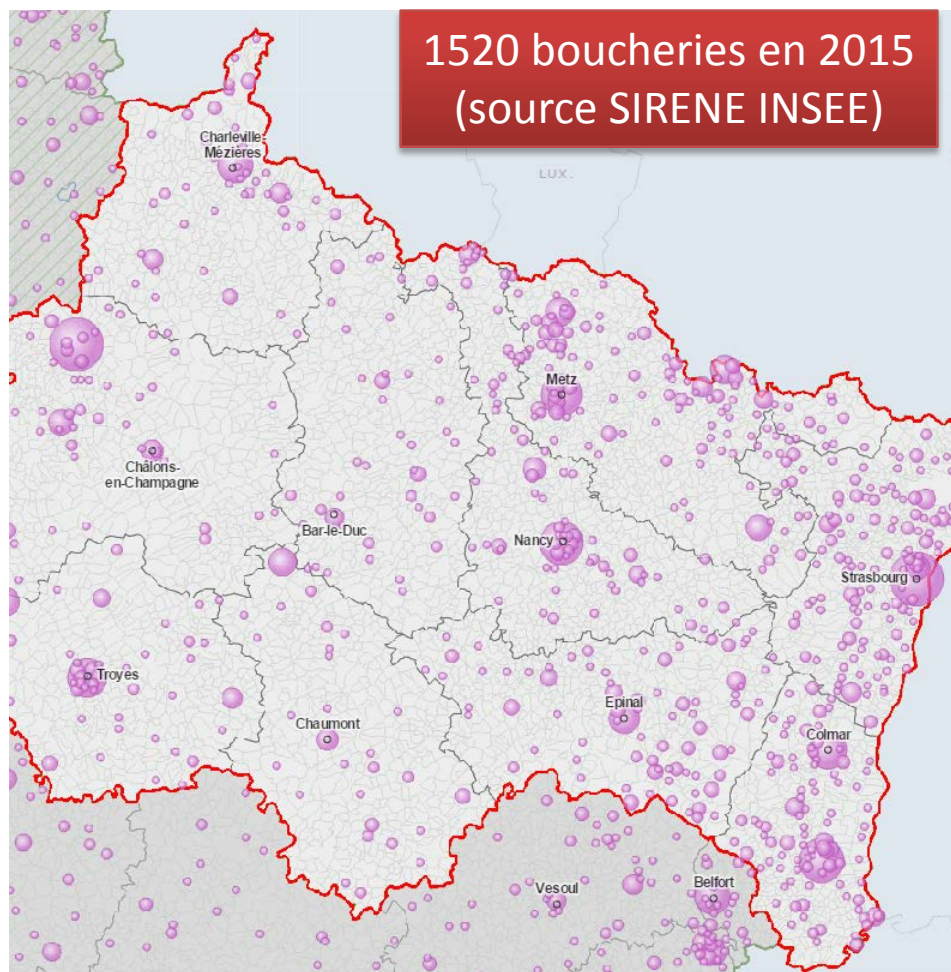 1520 boucheries en 2015
(source SIRENE INSEE)
Charleville-
Mézières
LUX.
Metz
Châlons-
en-Champagne
Bar-le-Duc
Nancy
Strasbourg
Troyes
Epinal
Chaumont
Colmar
Vesoul
Belfort